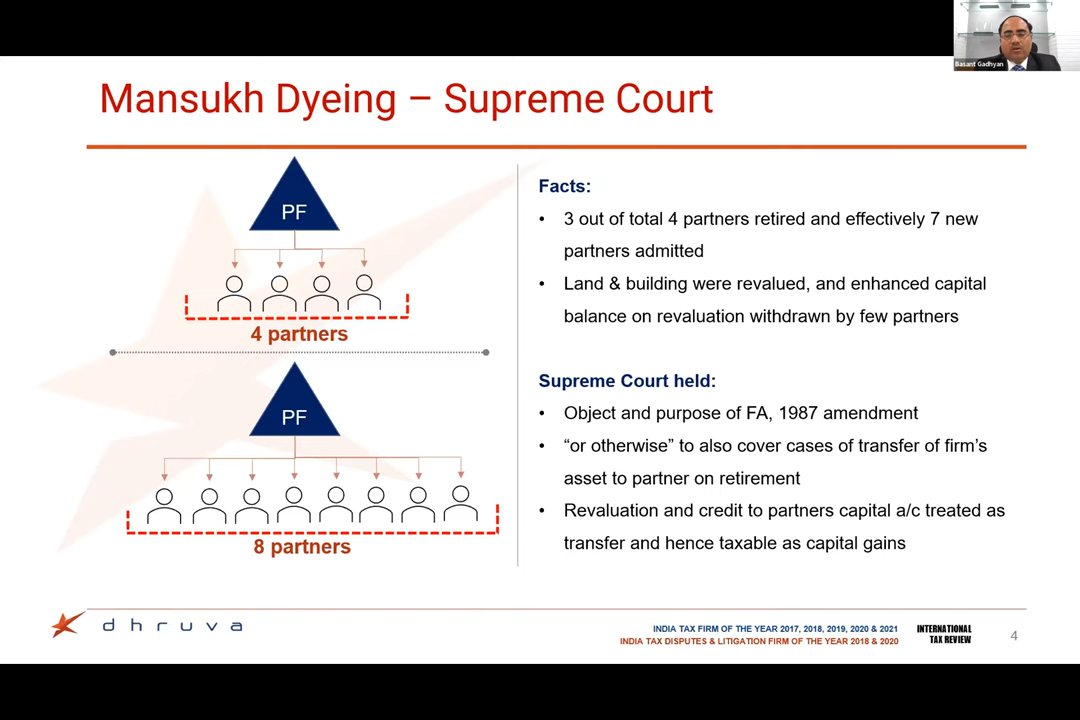 Basant Gadhyan
Mansukh Dyeing – Supreme Court
PF
4 partners
PF
8 partners
Facts:
• 3 out of total 4 partners retired and effectively 7 new
partners admitted
• Land & building were revalued, and enhanced capital
balance on revaluation withdrawn by few partners
Supreme Court held:
• Object and purpose of FA, 1987 amendment
• “or otherwise” to also cover cases of transfer of firm’s
asset to partner on retirement
• Revaluation and credit to partners capital a/c treated as
transfer and hence taxable as capital gains
dhruva
INDIA TAX FIRM OF THE YEAR 2017, 2018, 2019, 2020 & 2021
INDIA TAX DISPUTES & LITIGATION FIRM OF THE YEAR 2018 & 2020
INTERNATIONAL
TAX REVIEW
4